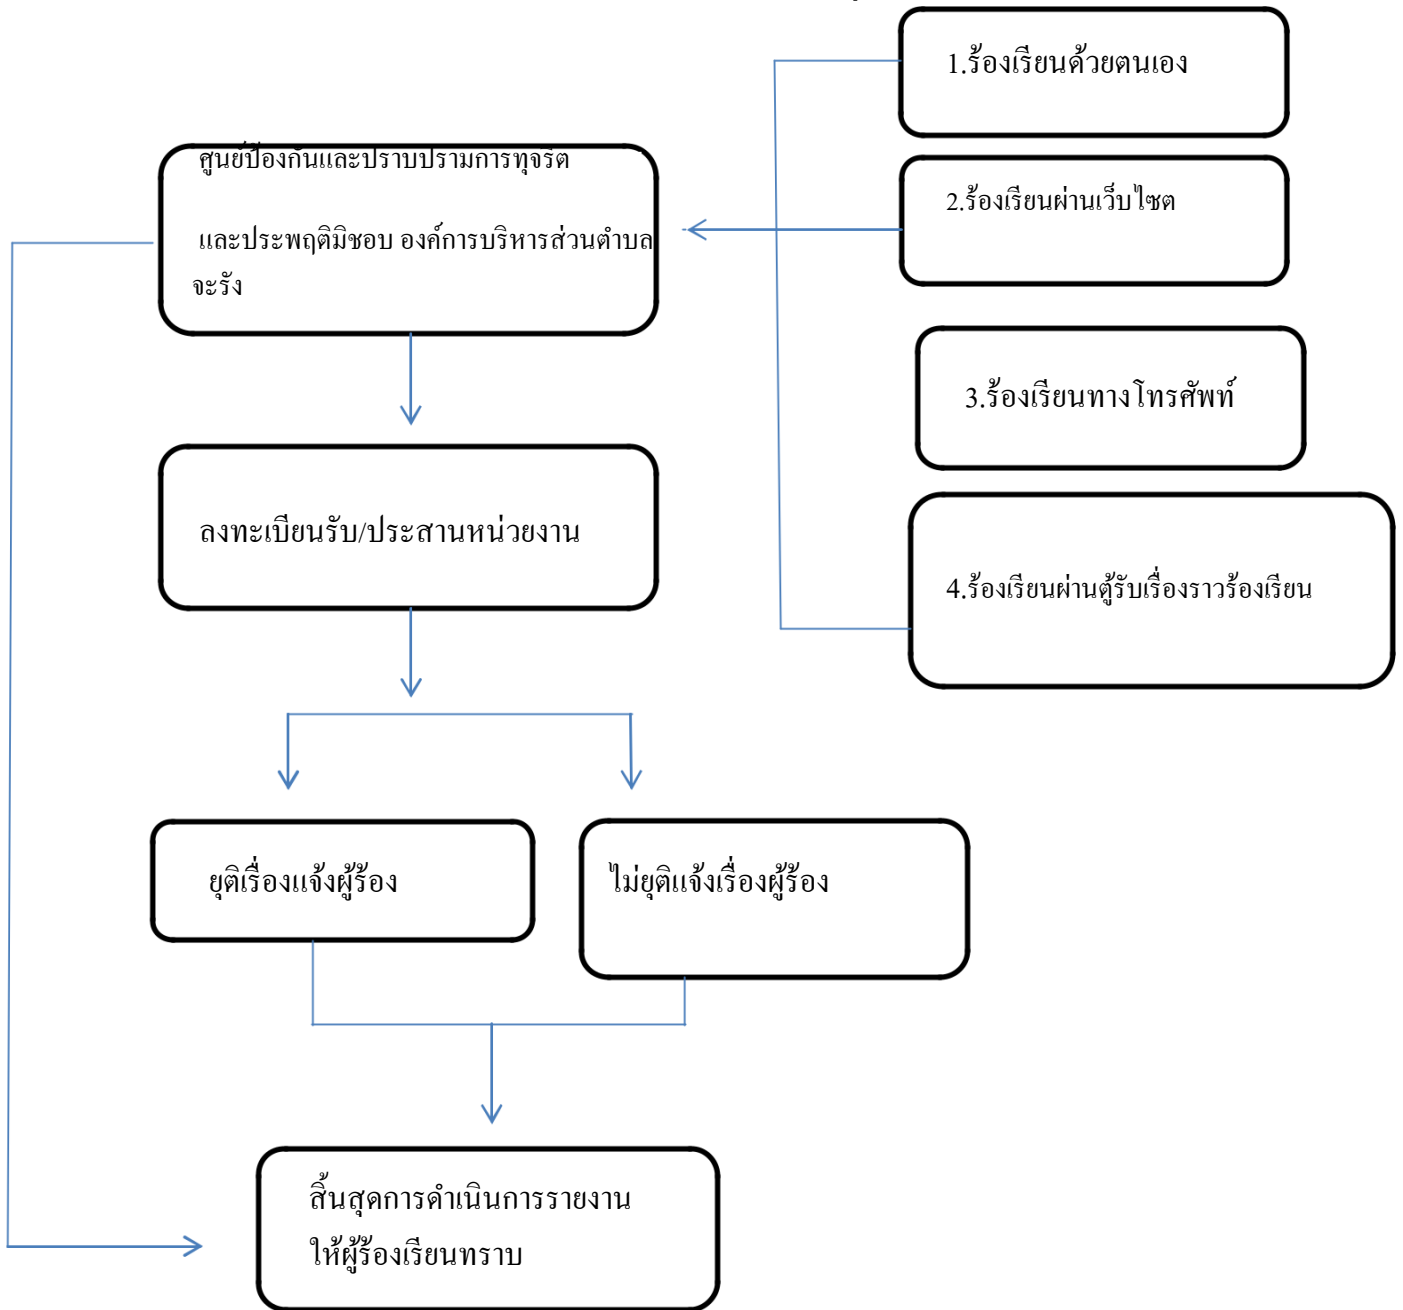 1.ร้องเรียนด้วยตนเอง
ศูนย์ป้องกันและปราบปรามการทุจริต
และประพฤติมิชอบ องค์การบริหารส่วนตำบล
จะรัง
2.ร้องเรียนผ่านเว็บไซต
3.ร้องเรียนทางโทรศัพท์
ลงทะเบียนรับ/ประสานหน่วยงาน
4.ร้องเรียนผ่านตู้รับเรื่องราวร้องเรียน
ยุติเรื่องแจ้งผู้ร้อง
ไม่ยุติแจ้งเรื่องผู้ร้อง
สิ้นสุดการดำเนินการรายงาน
ให้ผู้ร้องเรียนทราบ